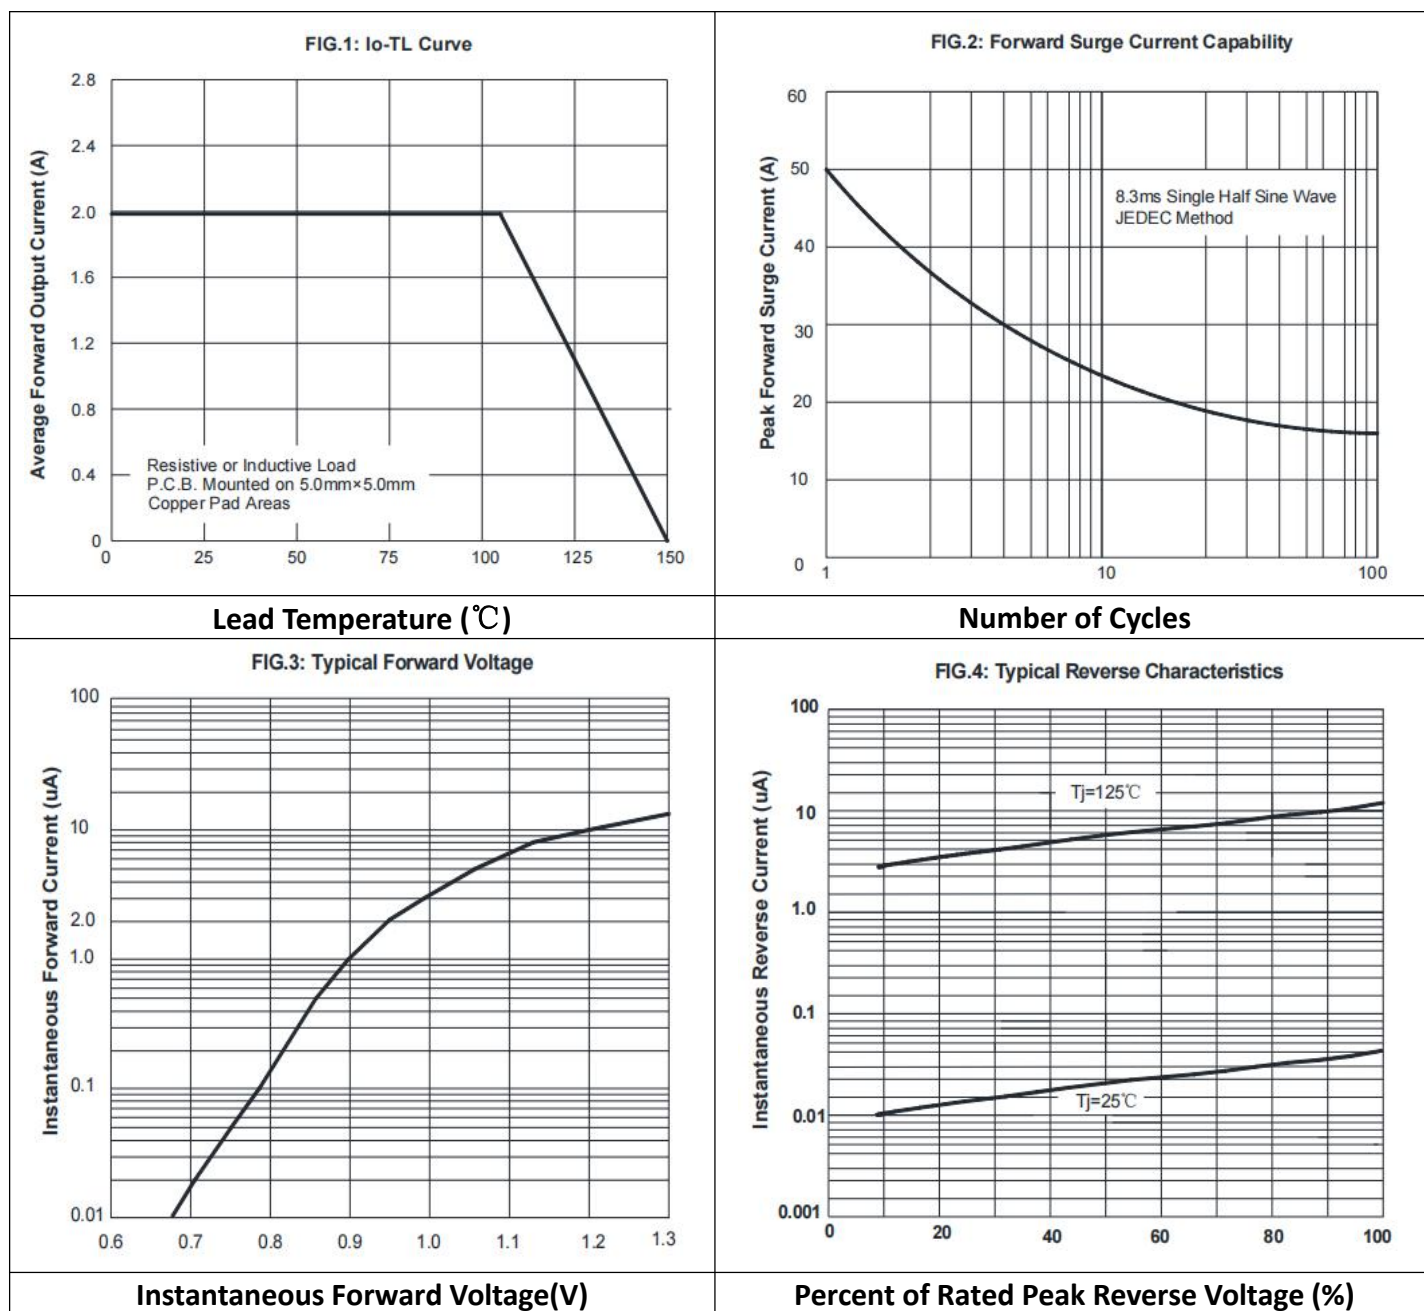 FIG.1: Io-TL Curve
Average Forward Output Current (A)
2.8
2.4
2.0
1.6
1.2
0.8
0.4
0
Resistive or Inductive Load
P.C.B. Mounted on 5.0mm×5.0mm
Copper Pad Areas
0 25 50 75 100 125 150
Lead Temperature (℃)
FIG.2: Forward Surge Current Capability
Peak Forward Surge Current (A)
60
50
40
30
20
10
0
8.3ms Single Half Sine Wave
JEDEC Method
1 10 100
Number of Cycles
FIG.3: Typical Forward Voltage
Instantaneous Forward Current (uA)
100
10
2.0
1.0
0.1
0.01
0.6 0.7 0.8 0.9 1.0 1.1 1.2 1.3
Instantaneous Forward Voltage(V)
FIG.4: Typical Reverse Characteristics
Instantaneous Reverse Current (uA)
100
10
1.0
0.1
0.01
0.001
Tj=125℃
Tj=25℃
0 20 40 60 80 100
Percent of Rated Peak Reverse Voltage (%)